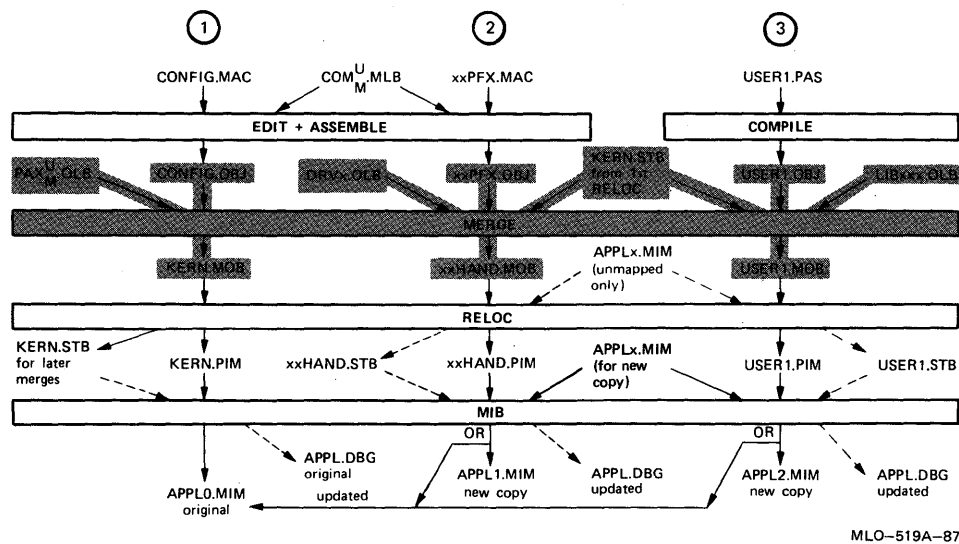 1 2 3
CONFIG.MAC COM U/M .MLB xxPFX.MAC USER1.PAS
EDIT + ASSEMBLE COMPILE
PAX U/M .OLB CONFIG.OBJ DRVx.OLB xxPFX.OBJ KERN.STB USER1.OBJ LIBxxx.OLB
from 1st
RELOC
MERGE
KERN.MOB xxHAND.MOB APPLx.MIM USER1.MOB
(unmapped
only)
RELOC
KERN.STB
for later
merges
KERN.PIM xxHAND.STB xxHAND.PIM APPLx.MIM USER1.PIM USER1.STB
(for new
copy)
MIB
OR OR
APPL.DBG
original
APPL1.MIM
new copy
APPL.DBG
updated
APPL2.MIM
new copy
APPL.DBG
updated
APPL0.MIM
original
updated
MLO–519A–87